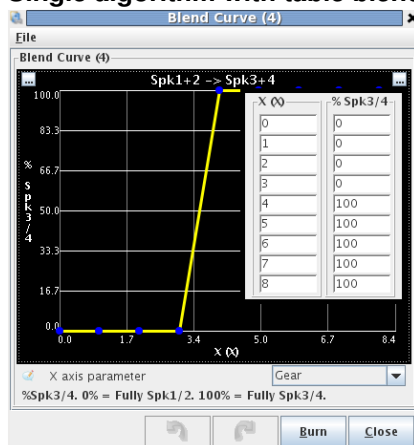 Single algorithm with table blend
Blend Curve (4)
File
Blend Curve (4)
Spk1+2 -> Spk3+4
100.0
83.3
66.7
50.0
33.3
16.7
0.0
% Spk3/4
0.0 1.7 3.4 5.0 6.7 8.4
X (X)
X (X) % Spk3/4
0 0
1 0
2 0
3 0
4 100
5 100
6 100
7 100
8 100
X axis parameter Gear
%Spk3/4. 0% = Fully Spk1/2. 100% = Fully Spk3/4.
Burn Close